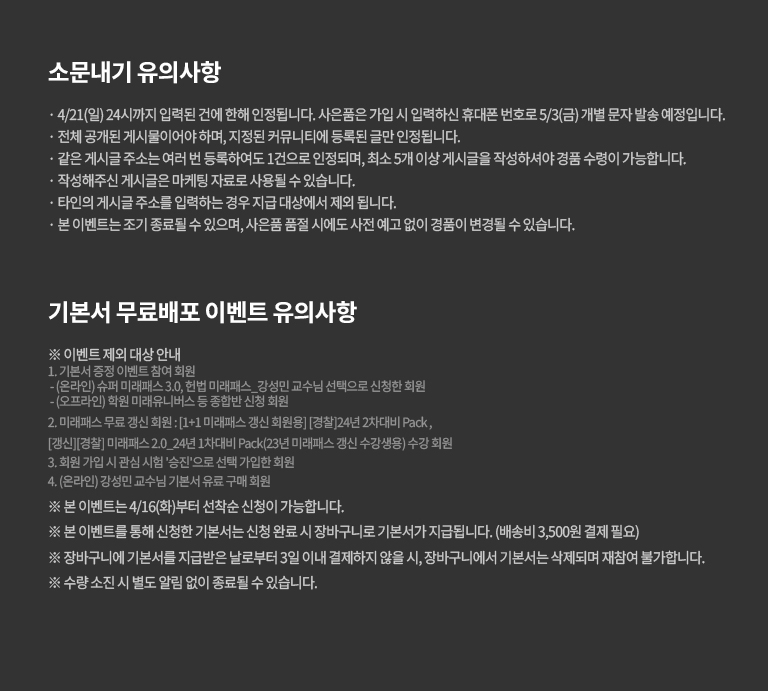 소문내기 유의사항
· 4/21(일) 24시까지 입력된 건에 한해 인정됩니다. 사은품은 가입 시 입력하신 휴대폰 번호로 5/3(금) 개별 문자 발송 예정입니다.
· 전체 공개된 게시물이어야 하며, 지정된 커뮤니티에 등록된 글만 인정됩니다.
· 같은 게시글 주소는 여러 번 등록하여도 1건으로 인정되며, 최소 5개 이상 게시글을 작성하셔야 경품 수령이 가능합니다.
· 작성해주신 게시글은 마케팅 자료로 사용될 수 있습니다.
· 타인의 게시글 주소를 입력하는 경우 지급 대상에서 제외 됩니다.
· 본 이벤트는 조기 종료될 수 있으며, 사은품 품절 시에도 사전 예고 없이 경품이 변경될 수 있습니다.
기본서 무료배포 이벤트 유의사항
※ 이벤트 제외 대상 안내
1. 기본서 증정 이벤트 참여 회원
- (온라인) 슈퍼 미래패스 3.0, 헌법 미래패스_강성민 교수님 선택으로 신청한 회원
- (오프라인) 학원 미래유니버스 등 종합반 신청 회원
2. 미래패스 무료 갱신 회원 : [1+1 미래패스 갱신 회원용] [경찰]24년 2차대비 Pack ,
[갱신][경찰] 미래패스 2.0_24년 1차대비 Pack(23년 미래패스 갱신 수강생용) 수강 회원
3. 회원 가입 시 관심 시험 '승진'으로 선택 가입한 회원
4. (온라인) 강성민 교수님 기본서 유료 구매 회원
※ 본 이벤트는 4/16(화)부터 선착순 신청이 가능합니다.
※ 본 이벤트를 통해 신청한 기본서는 신청 완료 시 장바구니로 기본서가 지급됩니다. (배송비 3,500원 결제 필요)
※ 장바구니에 기본서를 지급받은 날로부터 3일 이내 결제하지 않을 시, 장바구니에서 기본서는 삭제되며 재참여 불가합니다.
※ 수량 소진 시 별도 알림 없이 종료될 수 있습니다.